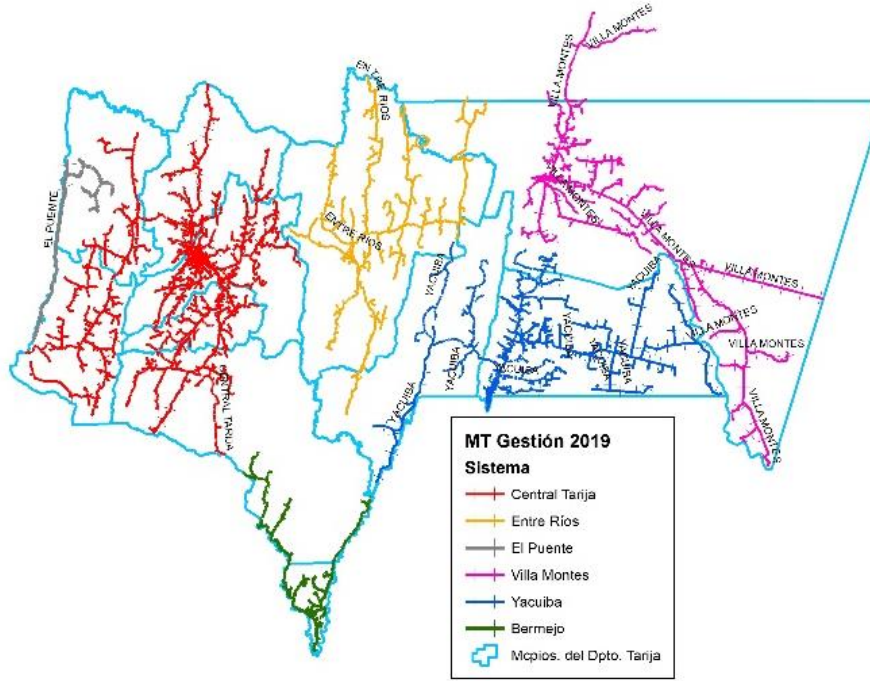 VILLA MONTES
VILLA MONTES
ENTRE RÍOS
EL PUENTE
ENTRE RÍOS
VILLA MONTES
VILLA MONTES
YACUIBA
YACUIBA
VILLA MONTES
VILLA MONTES
VILLA MONTES
YACUIBA
YACUIBA
YACUIBA
YACUIBA
YACUIBA
YACUIBA
CENTRAL TARIJA
VILLA MONTES
MT Gestión 2019
Sistema
Central Tarija
Entre Ríos
El Puente
Villa Montes
Yacuiba
Bermejo
Mcpios. del Dpto. Tarija